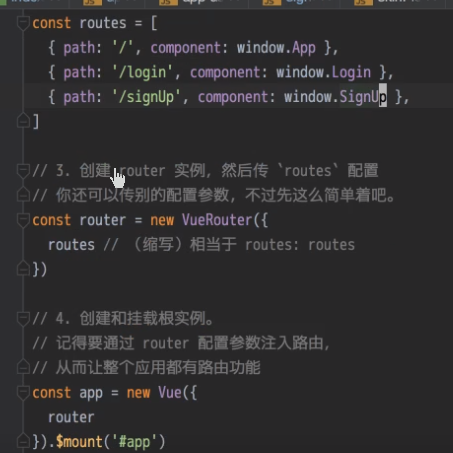 const routes = [
  { path: '/', component: window.App },
  { path: '/login', component: window.Login },
  { path: '/signUp', component: window.SignUp },
]
// 3. 创建 router 实例，然后传 `routes` 配置
// 你还可以传别的配置参数，不过先这么简单着吧。
const router = new VueRouter({
  routes // （缩写）相当于 routes: routes
})
// 4. 创建和挂载根实例。
// 记得要通过 router 配置参数注入路由，
// 从而让整个应用都有路由功能
const app = new Vue({
  router
}).$mount('#app')